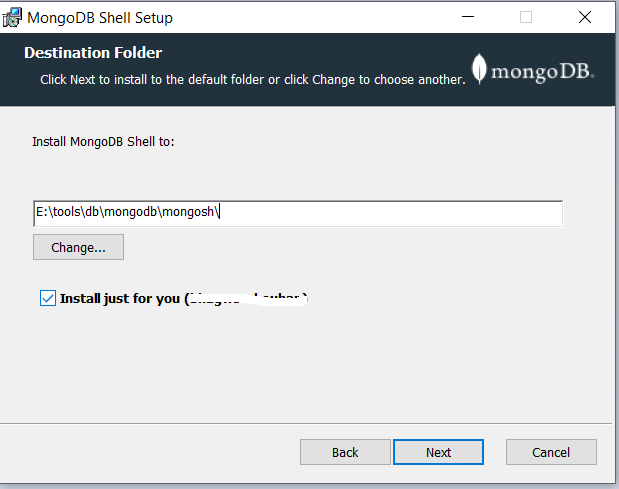 MongoDB Shell Setup
Destination Folder
Click Next to install to the default folder or click Change to choose another.
mongoDB.
Install MongoDB Shell to:
E:\tools\db\mongodb\mongosh\
Change...
Install just for you (
Back
Next
Cancel